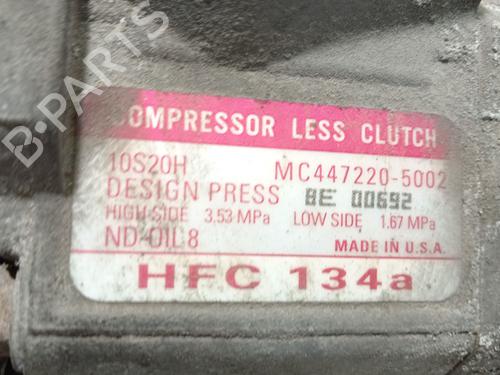 B-PARTS
COMPRESSOR LESS CLUTCH
10S20H MC447220-5002
DESIGN PRESS 8E 00692
HIGH SIDE 3.53 MPa LOW SIDE 1.67 MPa
ND-OIL 8 MADE IN U.S.A.
HFC 134a